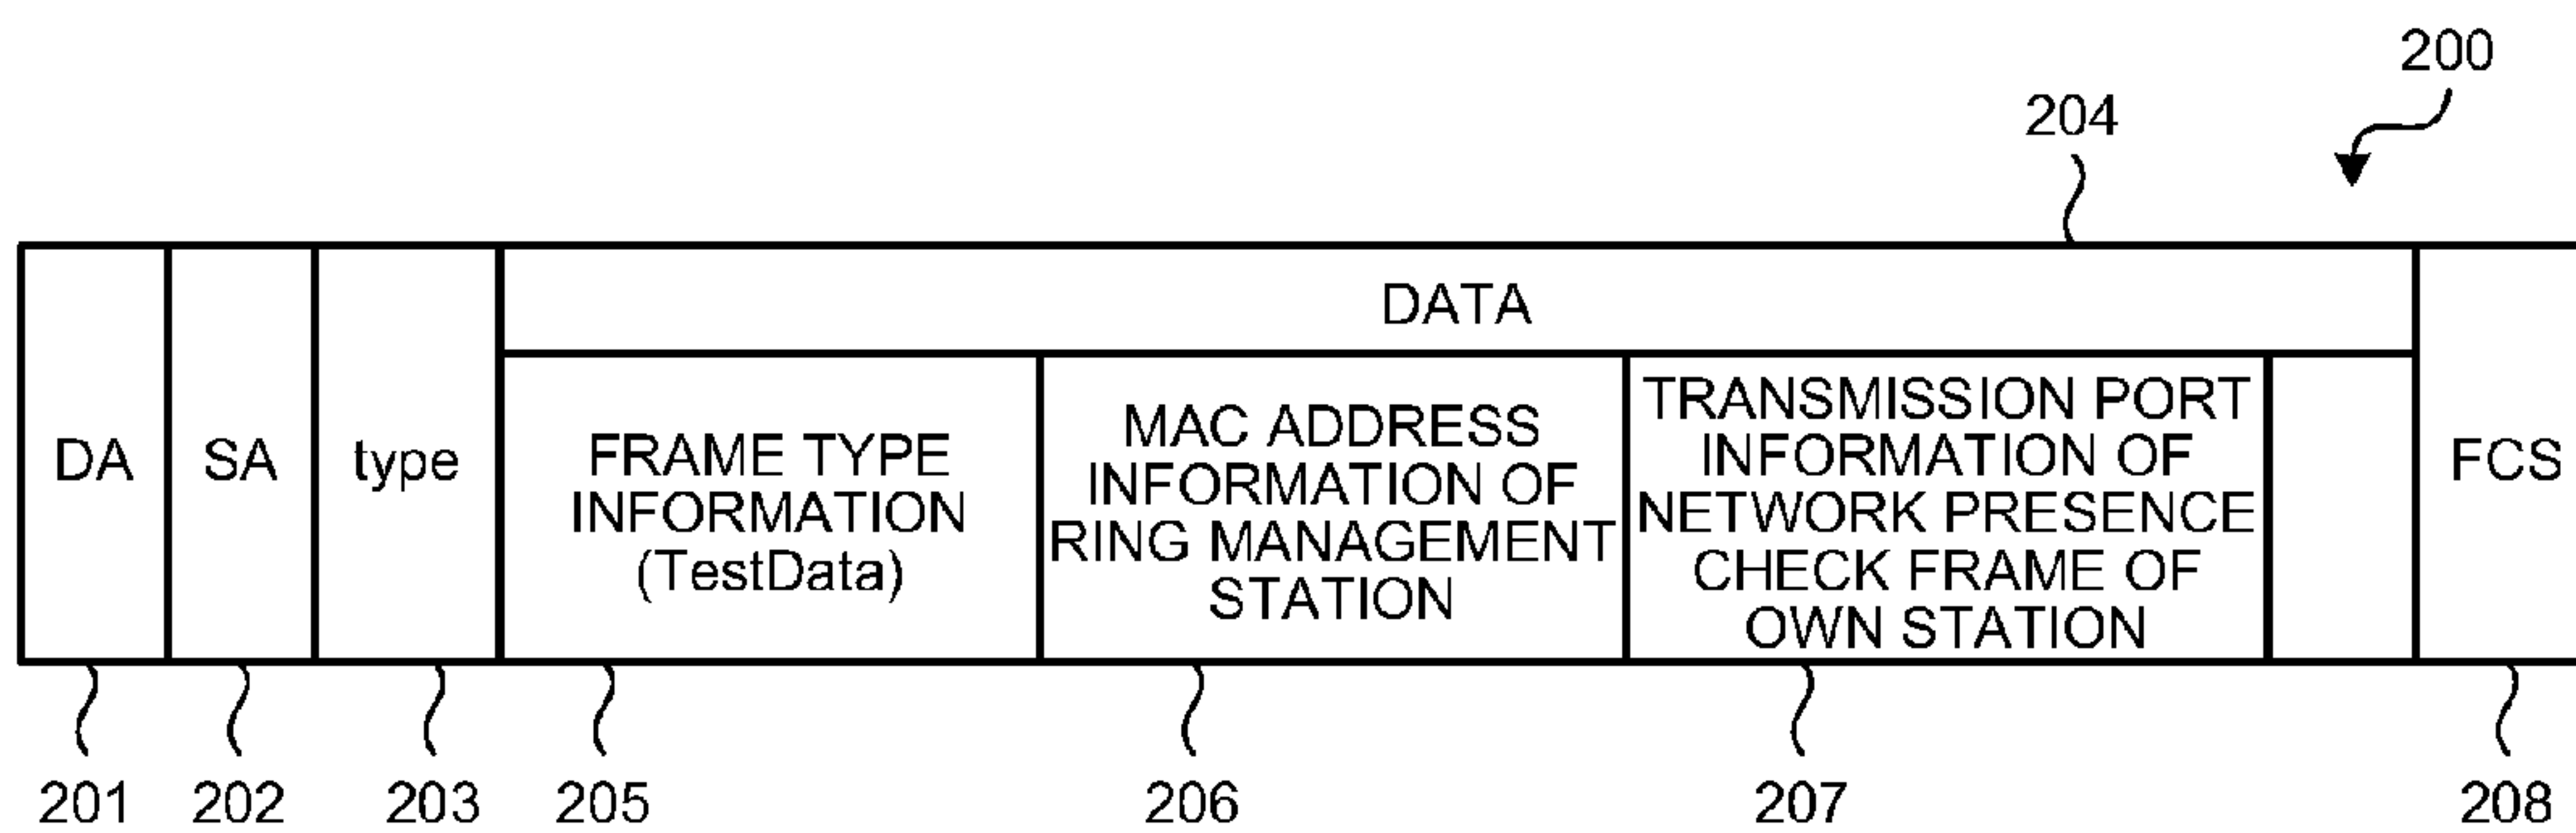 200
204
DATA
DA
SA
type
FRAME TYPE
INFORMATION
(TestData)
MAC ADDRESS
INFORMATION OF
RING MANAGEMENT
STATION
TRANSMISSION PORT
INFORMATION OF
NETWORK PRESENCE
CHECK FRAME OF
OWN STATION
FCS
201
202
203
205
206
207
208